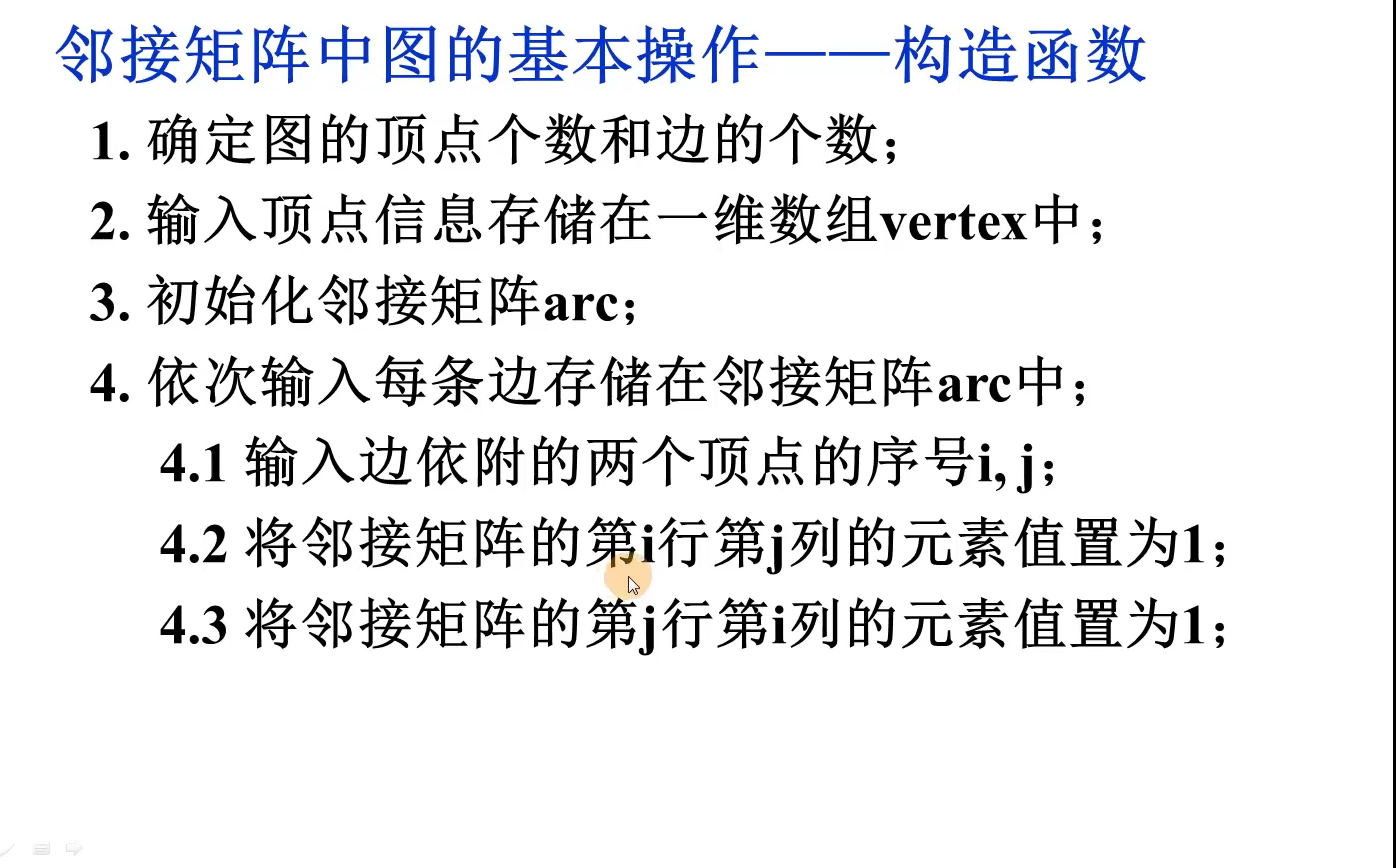 邻接矩阵中图的基本操作——构造函数
1. 确定图的顶点个数和边的个数；
2. 输入顶点信息存储在一维数组vertex中；
3. 初始化邻接矩阵arc；
4. 依次输入每条边存储在邻接矩阵arc中；
4.1 输入边依附的两个顶点的序号i, j；
4.2 将邻接矩阵的第i行第j列的元素值置为1；
4.3 将邻接矩阵的第j行第i列的元素值置为1；